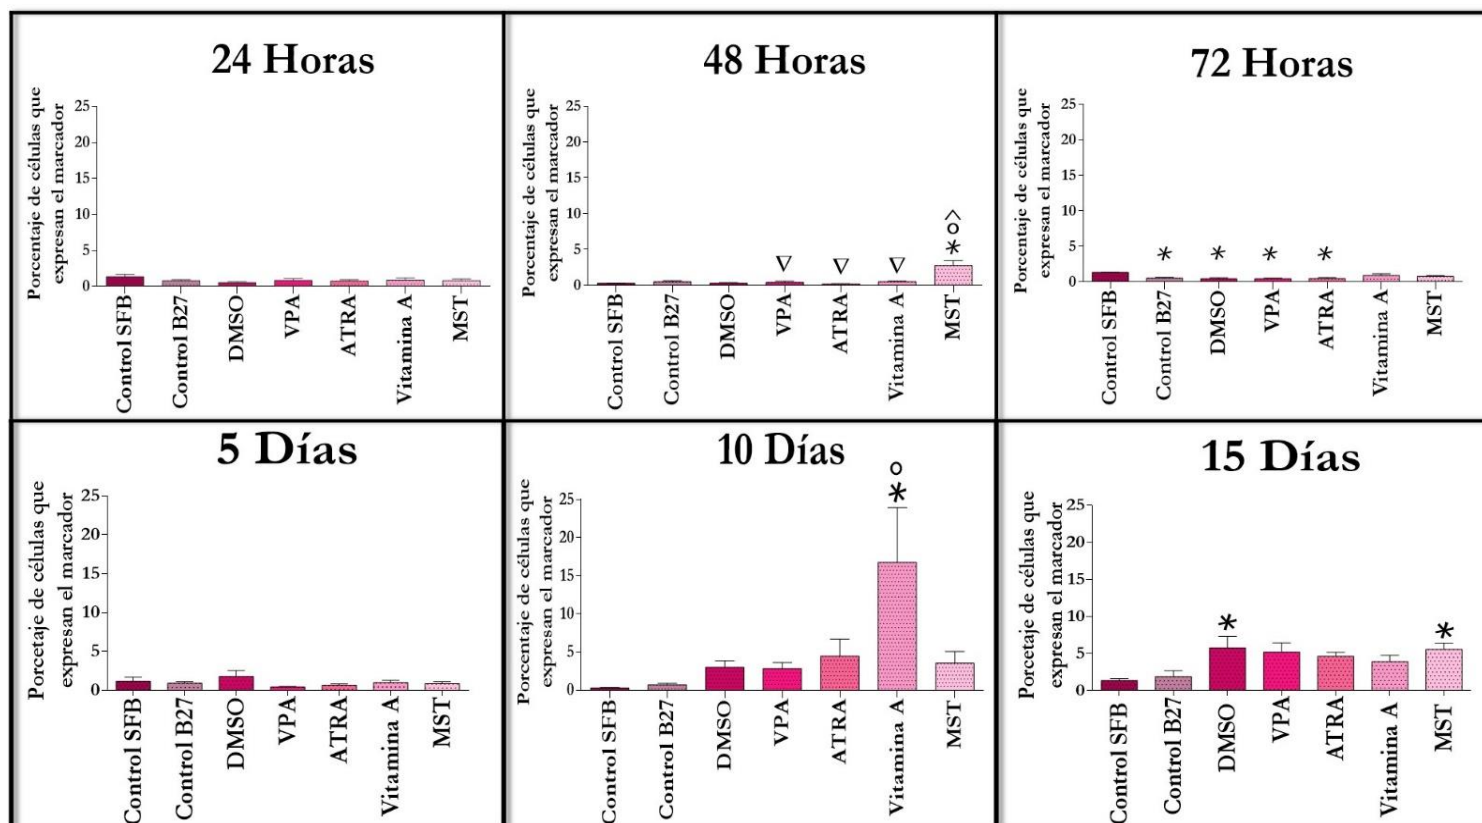 24 Horas
Porcentaje de células que
expresan el marcador
25
20
15
10
5
0
Control SFB
Control B27
DMSO
VPA
ATRA
Vitamina A
MST
48 Horas
Porcentaje de células que
expresan el marcador
25
20
15
10
5
0
∇
∇
∇
^
o
*
Control SFB
Control B27
DMSO
VPA
ATRA
Vitamina A
MST
72 Horas
Porcentaje de células que
expresan el marcador
25
20
15
10
5
0
* * * *
Control SFB
Control B27
DMSO
VPA
ATRA
Vitamina A
MST
5 Días
Porcetaje de células que
expresan el marcador
25
20
15
10
5
0
Control SFB
Control B27
DMSO
VPA
ATRA
Vitamina A
MST
10 Días
Porcentaje de células que
expresan el marcador
25
20
15
10
5
0
o
*
Control SFB
Control B27
DMSO
VPA
ATRA
Vitamina A
MST
15 Días
Porcetaje de células que
expresan el marcador
25
20
15
10
5
0
* *
Control SFB
Control B27
DMSO
VPA
ATRA
Vitamina A
MST